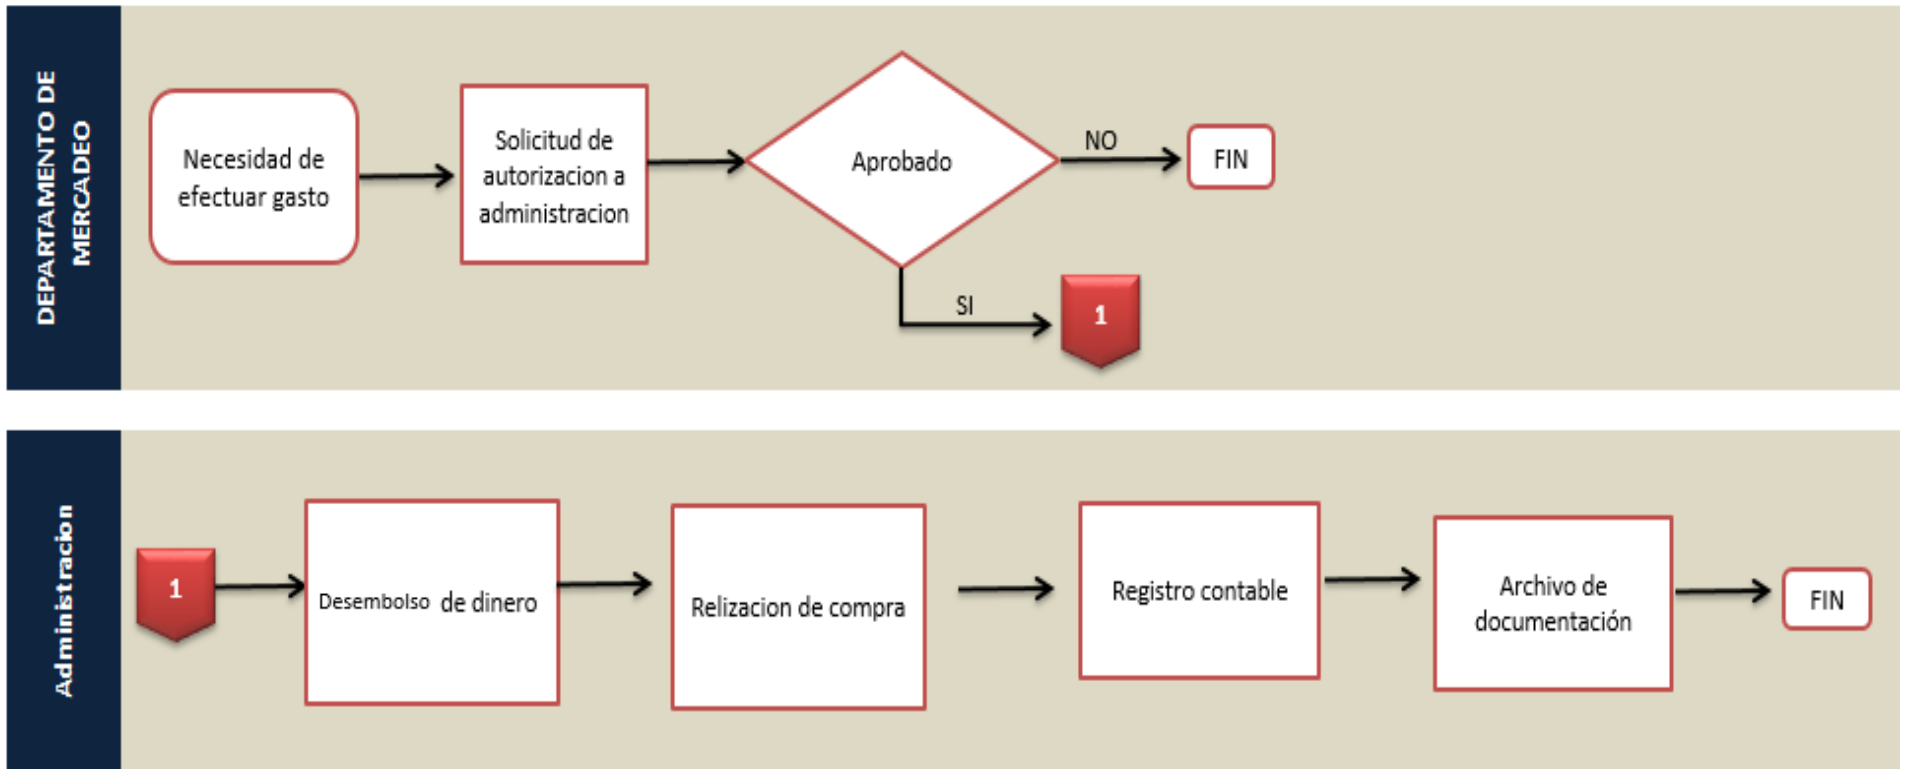 DEPARTAMENTO DE
MERCADEO
Necesidad de
efectuar gasto
Solicitud de
autorizacion a
administracion
Aprobado
NO
FIN
SI
1
Administracion
1
Desembolso de dinero
Relizacion de compra
Registro contable
Archivo de
documentación
FIN